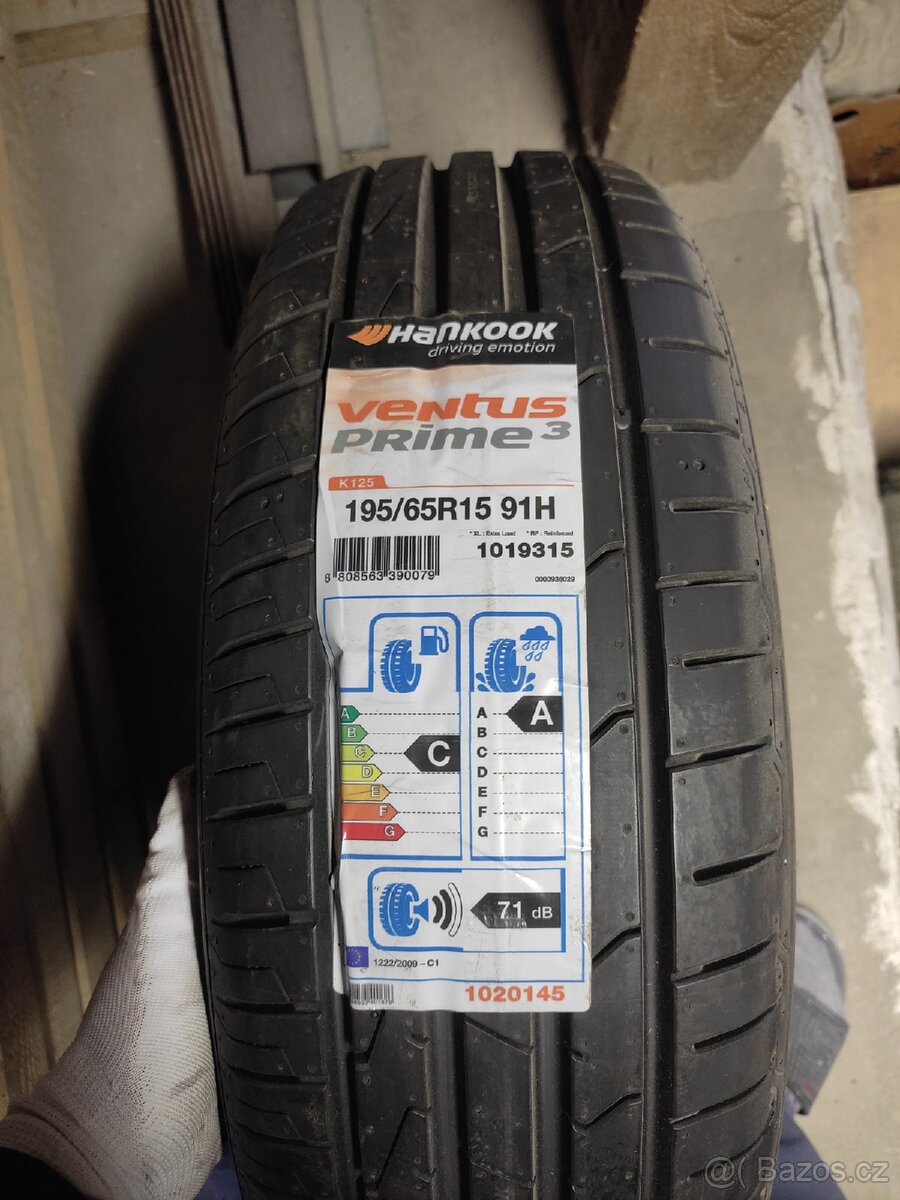 Hankook
driving emotion
Ventus
Prime3
K125
195/65R15 91H
* XL : Extra Load * RF : Reinforced
1019315
8 808563 390079
0000938029
A
B
C
D
E
F
G
C
A
B
C
D
E
F
G
A
71 dB
1222/2009 - C1
1020145
@( Bazos.cz